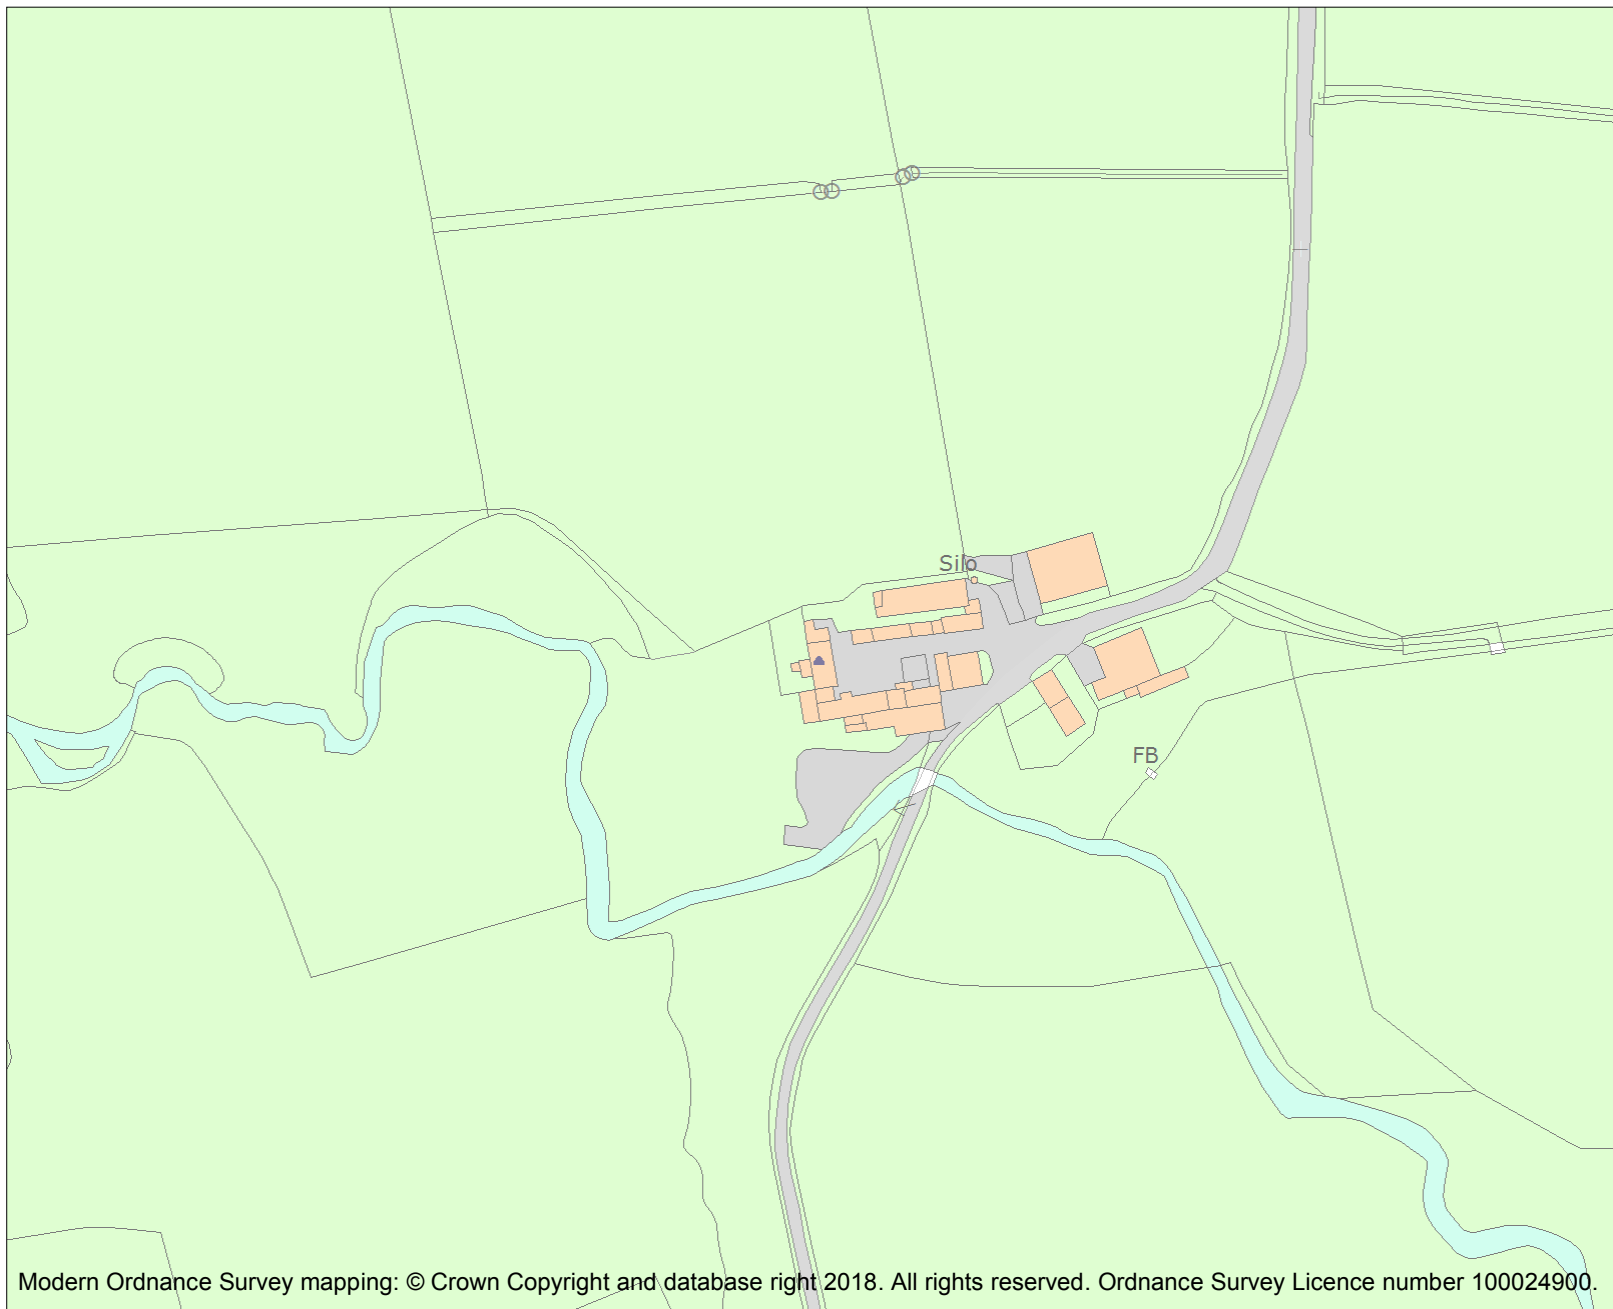 Silo
FB
Modern Ordnance Survey mapping: © Crown Copyright and database right 2018. All rights reserved. Ordnance Survey Licence number 100024900.